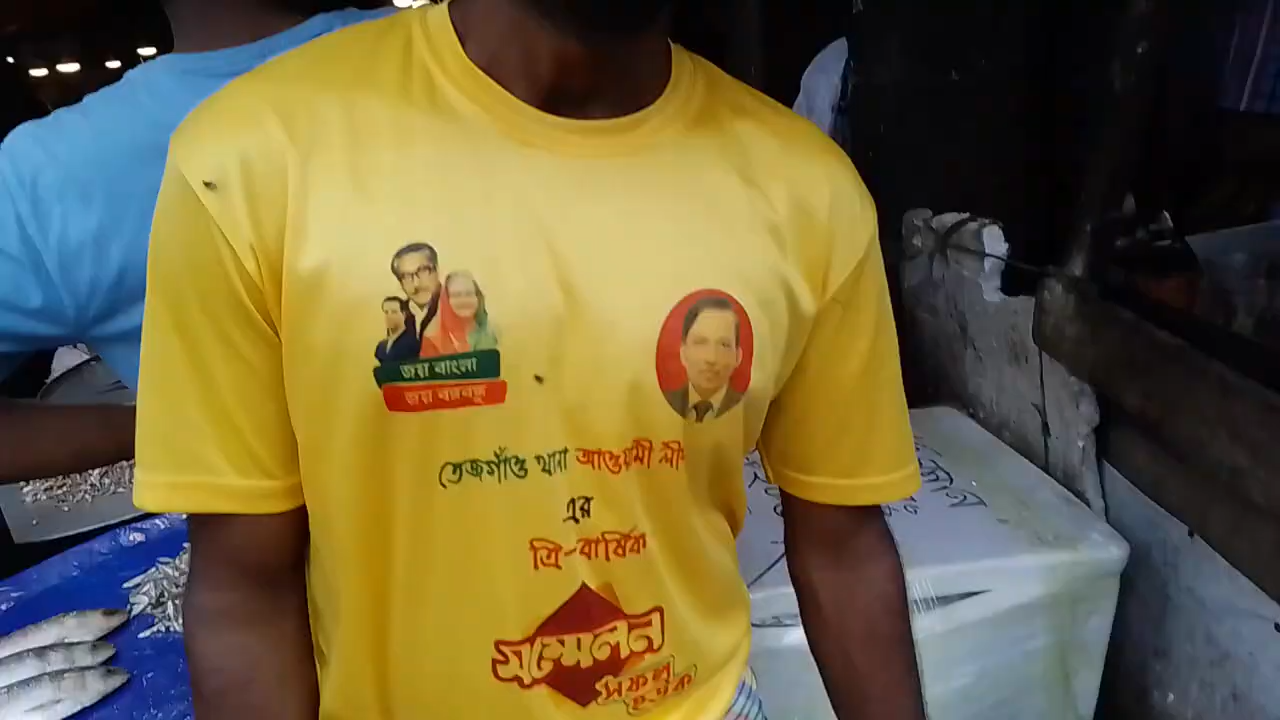 জয় বাংলা
জয় বঙ্গবন্ধু
তেজগাঁও থানা আওয়ামী লীগ
এর
ত্রি-বার্ষিক
সম্মেলন
সফল হোক